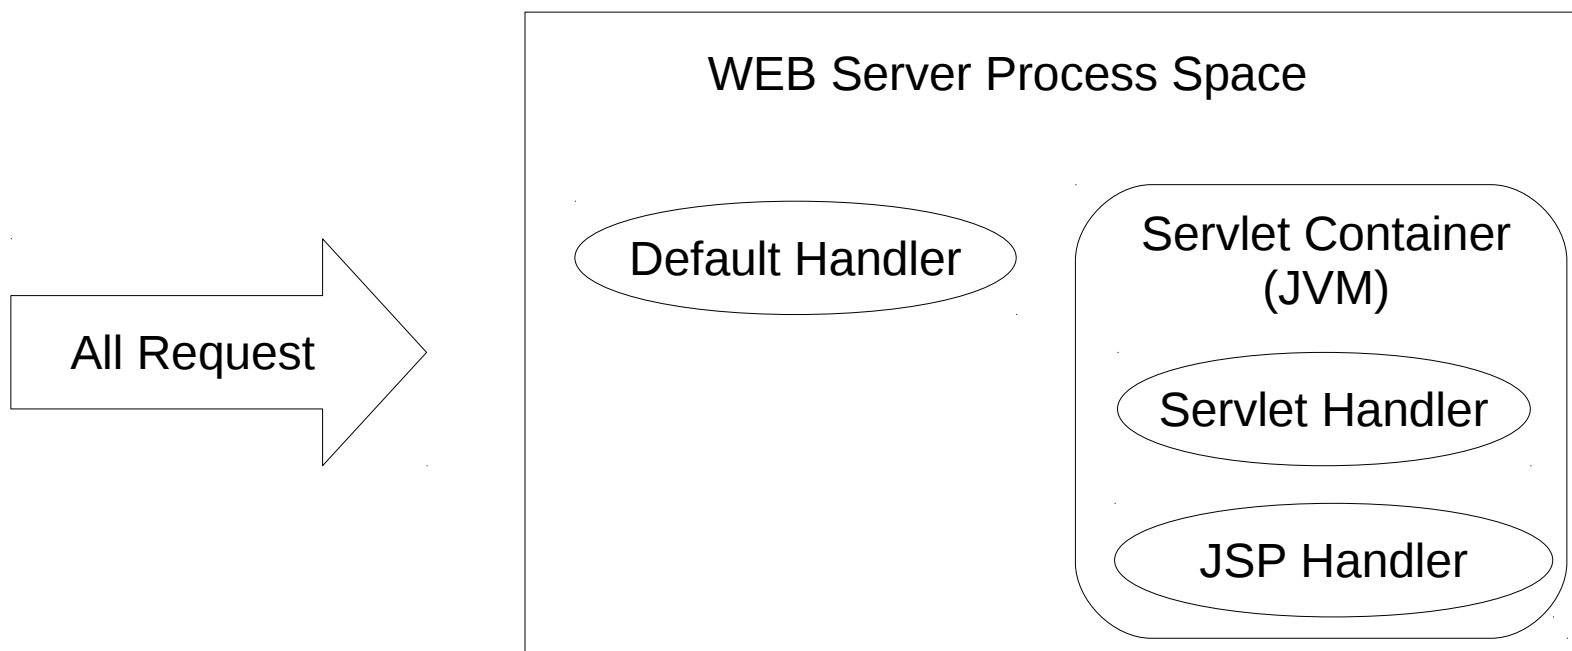 WEB Server Process Space
Default Handler
Servlet Container
(JVM)
All Request
Servlet Handler
JSP Handler